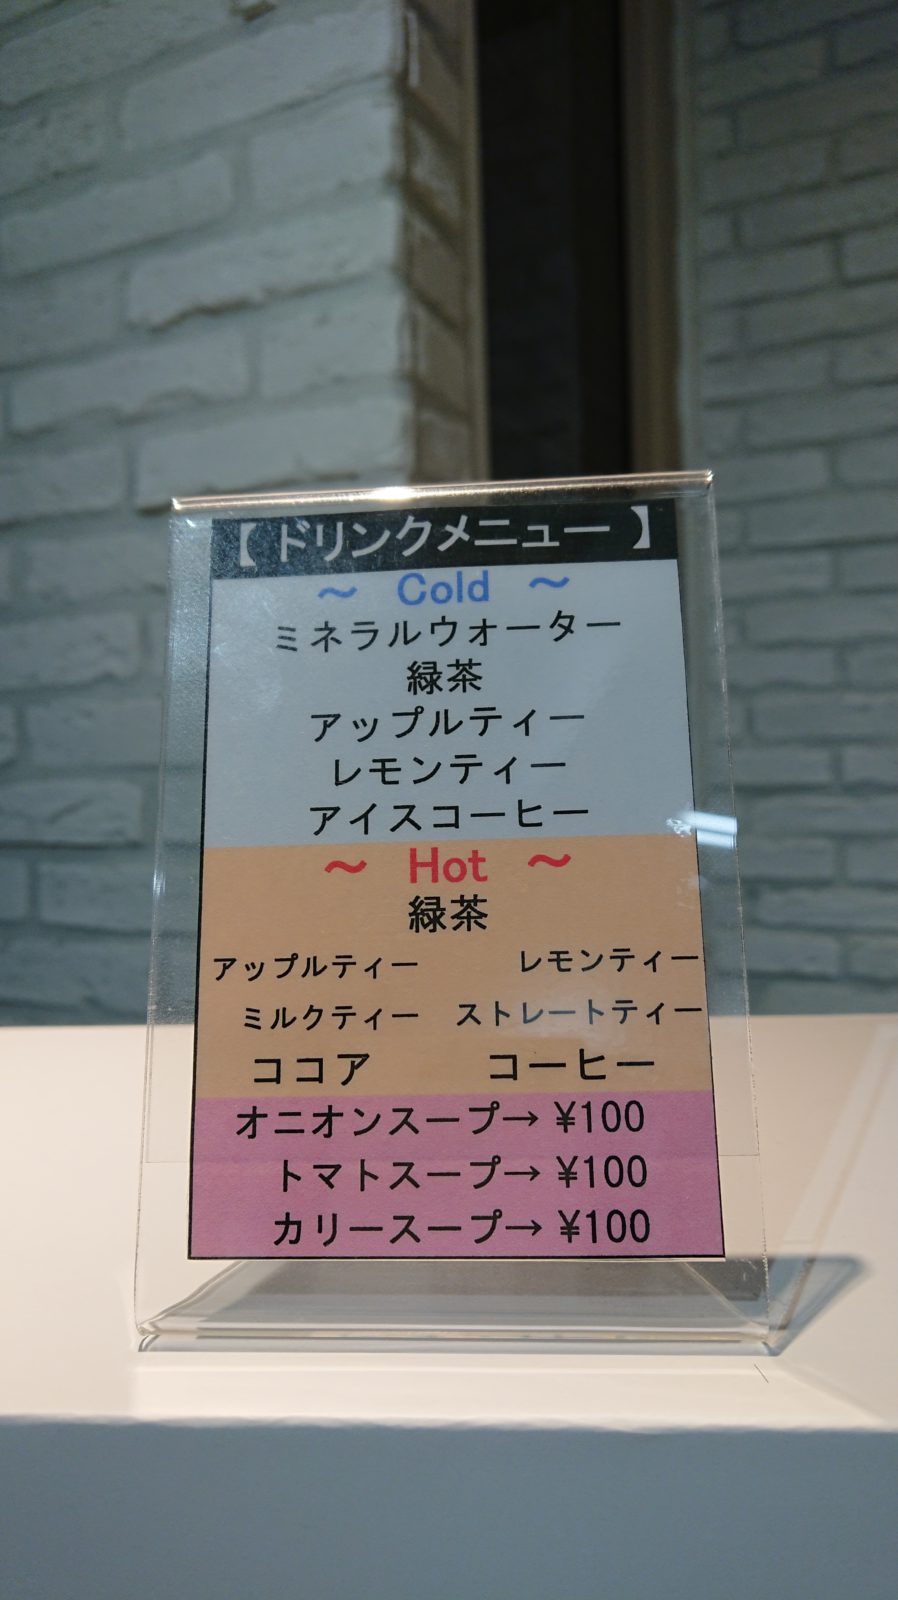 【 ドリンクメニュー 】
～ Cold ～
ミネラルウォーター
緑茶
アップルティー
レモンティー
アイスコーヒー
～ Hot ～
緑茶
アップルティー レモンティー
ミルクティー ストレートティー
ココア コーヒー
オニオンスープ→ ¥100
トマトスープ→ ¥100
カリースープ→ ¥100